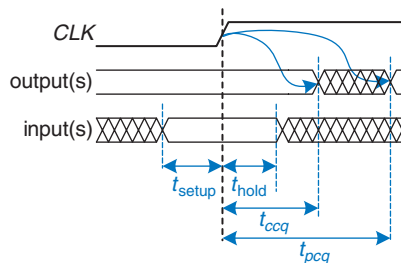 CLK
output(s)
input(s)
tsetup thold
tccq
tpcq